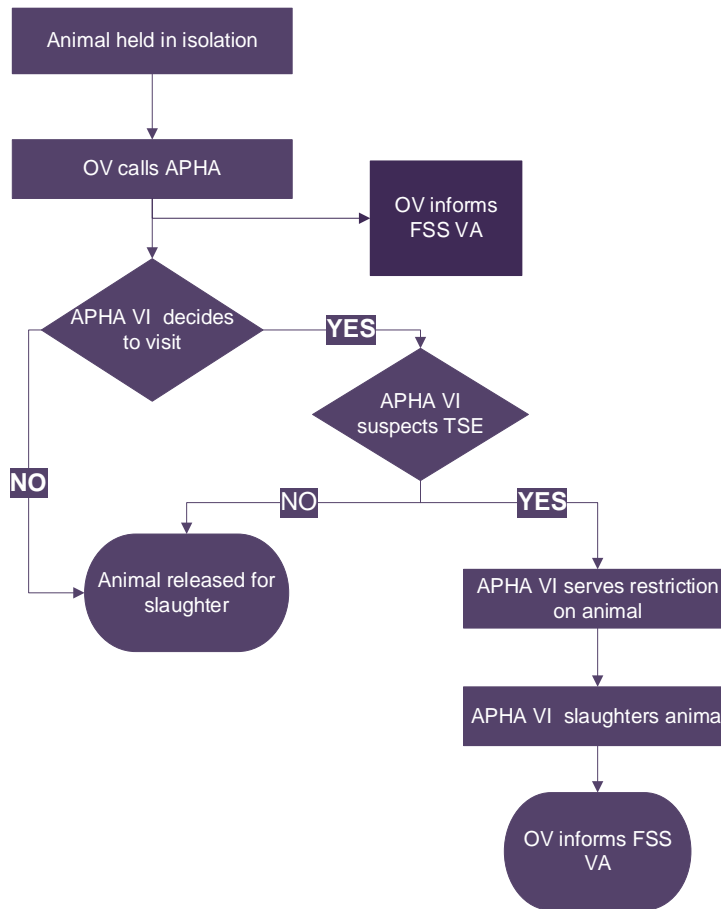 Animal held in isolation
OV calls APHA
OV informs
FSS VA
APHA VI  decides
to visit
YES
APHA VI
suspects TSE
NO
NO
YES
Animal released for
slaughter
APHA VI serves restriction
on animal
APHA VI  slaughters animal
OV informs FSS
VA